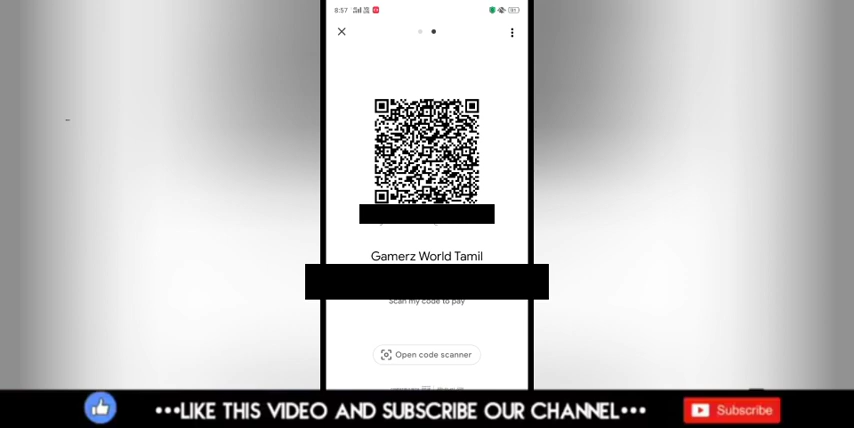 8:57
Gamerz World Tamil
Scan my code to pay
Open code scanner
•••LIKE THIS VIDEO AND SUBSCRIBE OUR CHANNEL•••
Subscribe